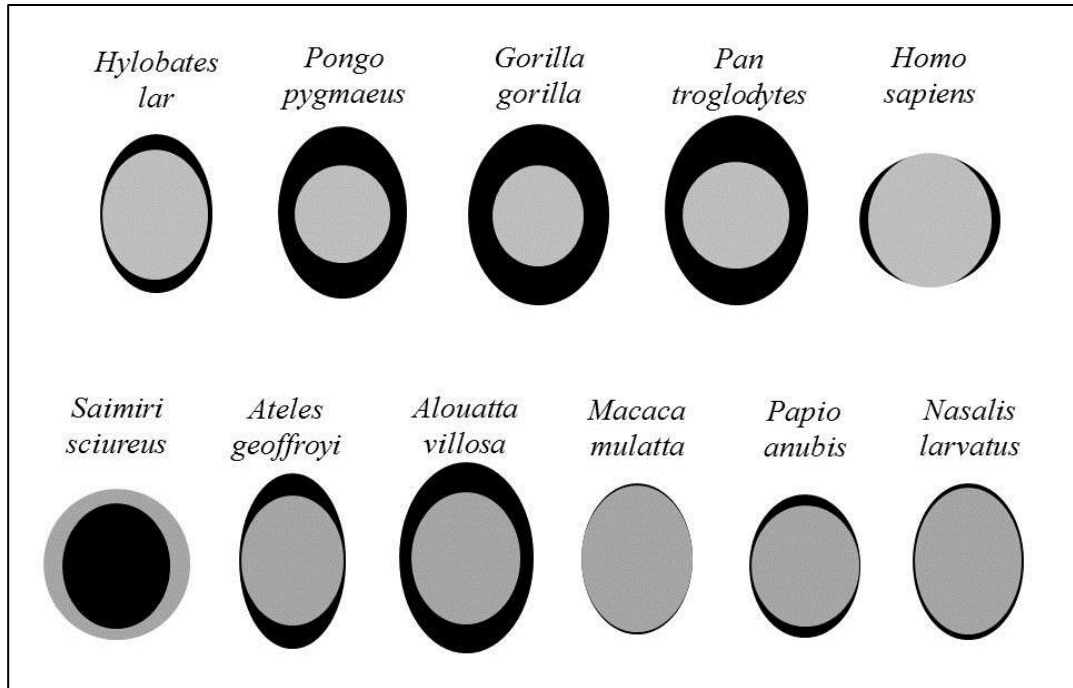 Hylobates lar
Pongo pygmaeus
Gorilla gorilla
Pan troglodytes
Homo sapiens
Saimiri sciureus
Ateles geoffroyi
Alouatta villosa
Macaca mulatta
Papio anubis
Nasalis larvatus